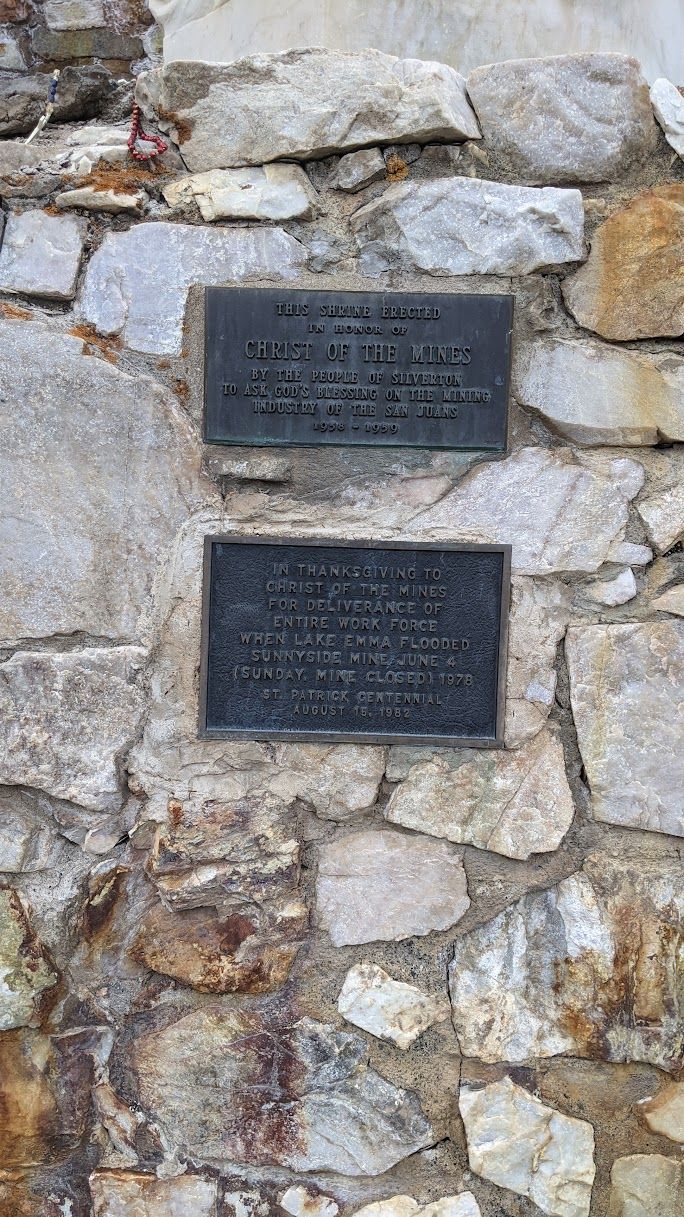 THIS SHRINE ERECTED
IN HONOR OF
CHRIST OF THE MINES
BY THE PEOPLE OF SILVERTON
TO ASK GOD'S BLESSING ON THE MINING
INDUSTRY OF THE SAN JUANS
1958 - 1959
IN THANKSGIVING TO
CHRIST OF THE MINES
FOR DELIVERANCE OF
ENTIRE WORK FORCE
WHEN LAKE EMMA FLOODED
SUNNYSIDE MINE, JUNE 4
(SUNDAY, MINE CLOSED) 1978
ST. PATRICK CENTENNIAL
AUGUST 15, 1982